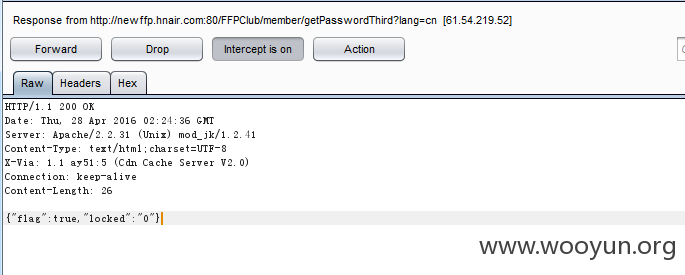 Response from http://newffp.hnair.com:80/FFPClub/member/getPasswordThird?lang=cn [61.54.219.52]
Forward Drop Intercept is on Action
Raw Headers Hex
HTTP/1.1 200 OK
Date: Thu, 28 Apr 2016 02:24:36 GMT
Server: Apache/2.2.31 (Unix) mod_jk/1.2.41
Content-Type: text/html;charset=UTF-8
X-Via: 1.1 ay51:5 (Cdn Cache Server V2.0)
Connection: keep-alive
Content-Length: 26
{"flag":true,"locked":"0"}
www.wooyun.org